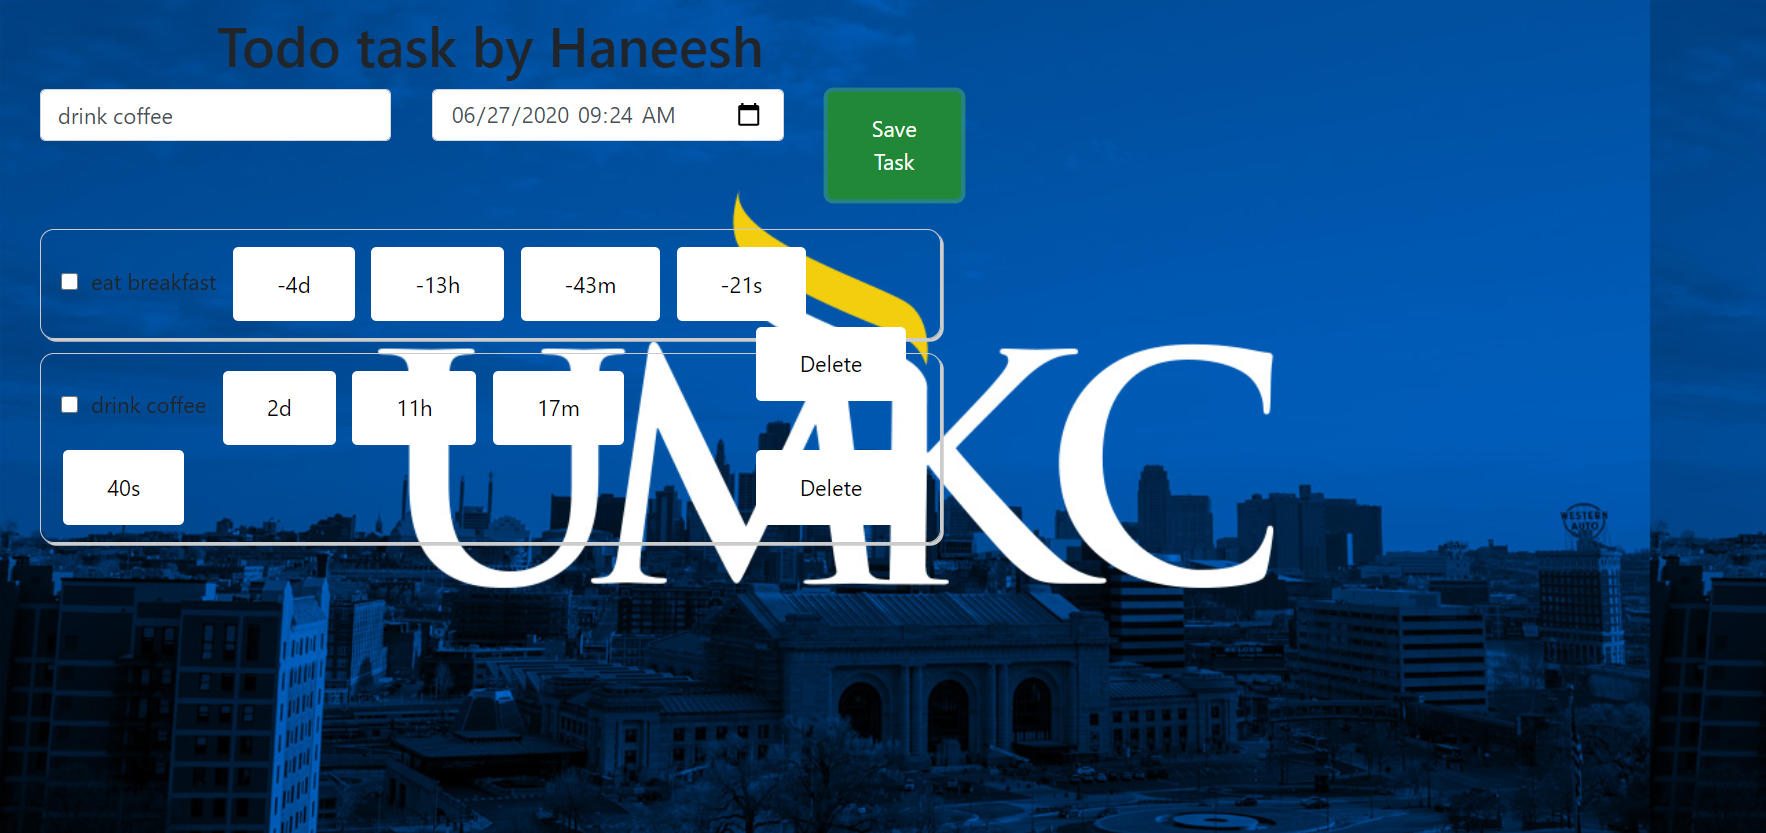 Todo task by Haneesh
drink coffee
06/27/2020 09:24 AM
Save
Task
eat breakfast
-4d
-13h
-43m
-21s
Delete
drink coffee
2d
11h
17m
40s
Delete
UMKC
WESTERN
AUTO